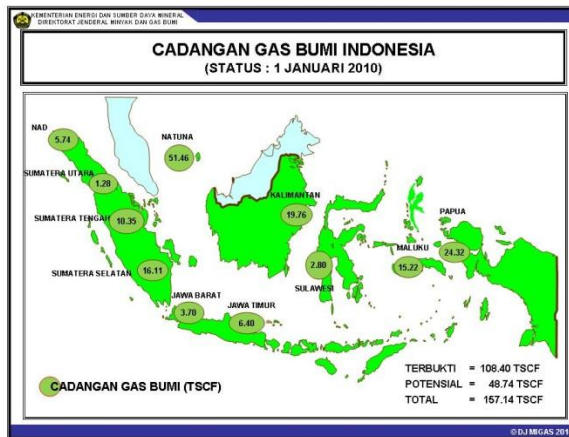 KEMENTERIAN ENERGI DAN SUMBER DAYA MINERAL
DIREKTORAT JENDERAL MINYAK DAN GAS BUMI
CADANGAN GAS BUMI INDONESIA
(STATUS : 1 JANUARI 2010)
NAD
5.74
NATUNA
51.46
SUMATERA UTARA
1.28
KALIMANTAN
19.76
SUMATERA TENGAH
10.35
PAPUA
24.32
MALUKU
15.22
SUMATERA SELATAN
16.11
2.80
SULAWESI
JAWA BARAT
3.70
JAWA TIMUR
6.40
TERBUKTI = 108.40 TSCF
POTENSIAL = 48.74 TSCF
TOTAL = 157.14 TSCF
CADANGAN GAS BUMI (TSCF)